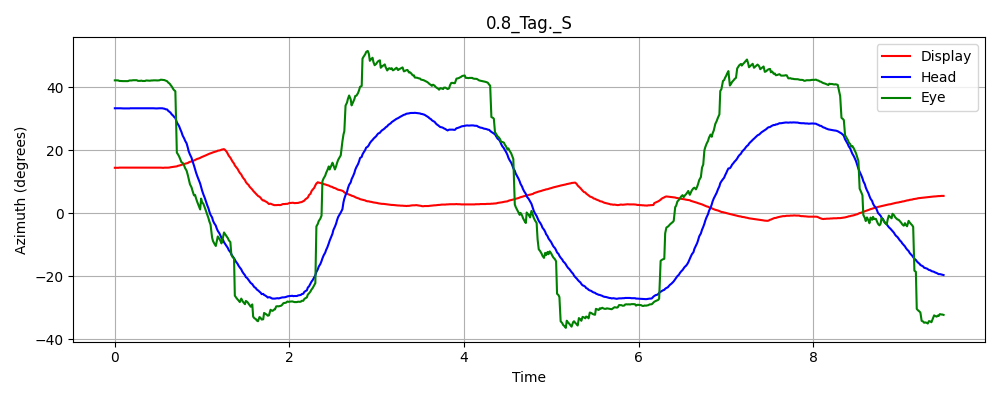 0.8_Tag._S
Display
Head
Eye
Azimuth (degrees)
40
20
0
−20
−40
0 2 4 6 8
Time